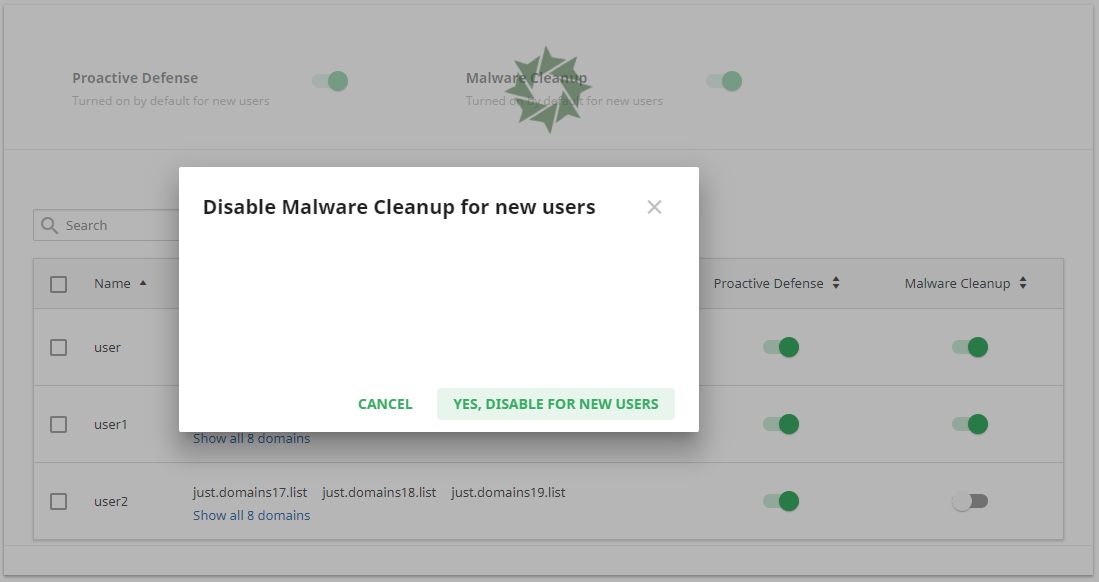 Proactive Defense
Turned on by default for new users
Malware Cleanup
Turned on by default for new users
Disable Malware Cleanup for new users
CANCEL
YES, DISABLE FOR NEW USERS
Search
Name
Proactive Defense
Malware Cleanup
user
user1
Show all 8 domains
user2
just.domains17.list just.domains18.list just.domains19.list
Show all 8 domains